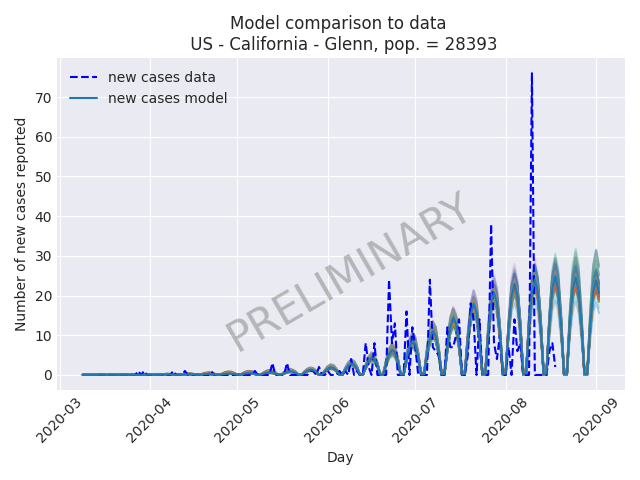 Model comparison to data
US - California - Glenn, pop. = 28393
new cases data
new cases model
Number of new cases reported
70
60
50
40
30
20
10
0
PRELIMINARY
2020-03
2020-04
2020-05
2020-06
2020-07
2020-08
2020-09
Day